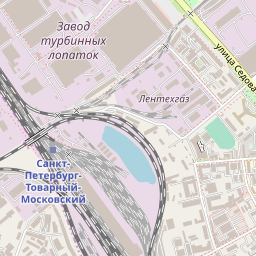 Завод
турбинных
лопаток
улица Седова
Лентехгаз
Санкт-
Петербург-
Товарный-
Московский